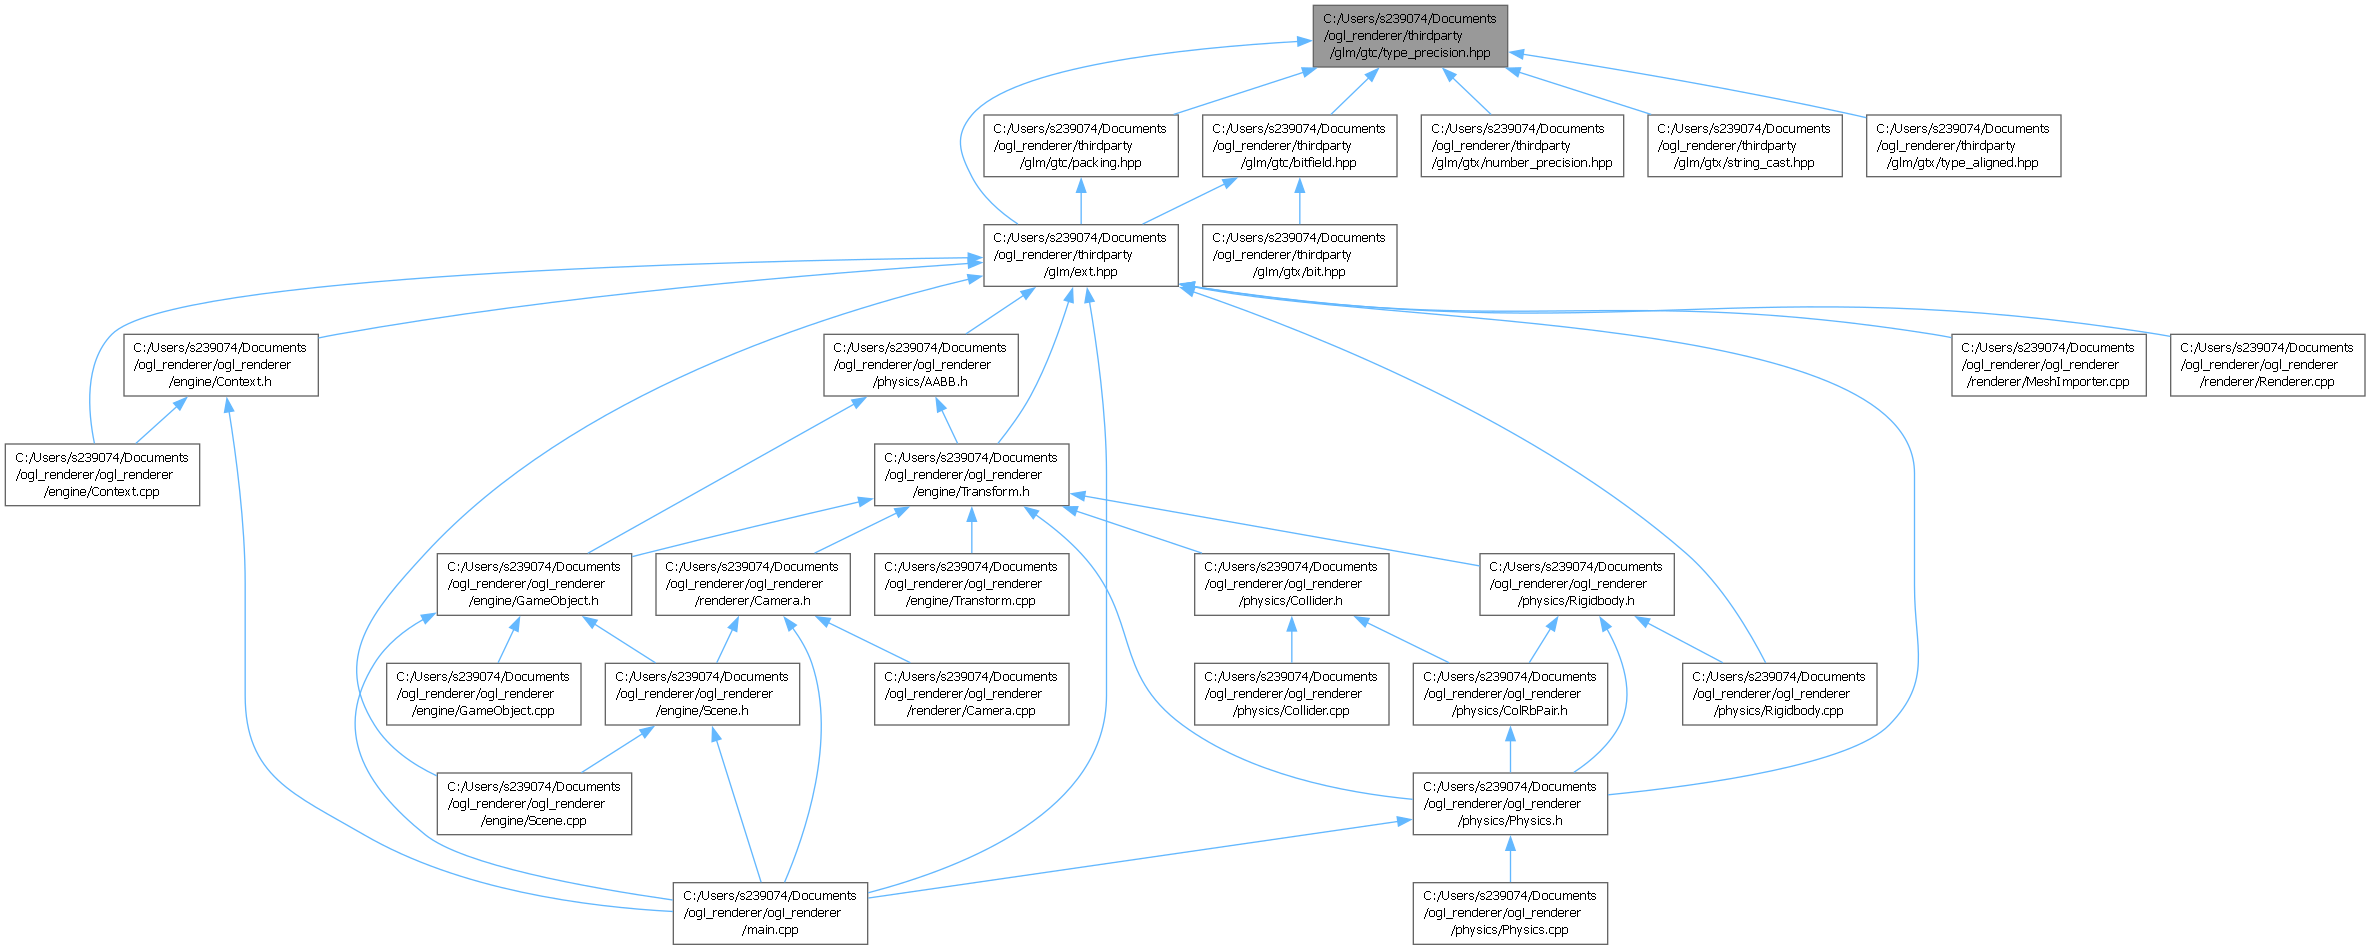 C:/Users/s239074/Documents
/ogl_renderer/thirdparty
/glm/gtc/type_precision.hpp
C:/Users/s239074/Documents
/ogl_renderer/thirdparty
/glm/gtc/packing.hpp
C:/Users/s239074/Documents
/ogl_renderer/thirdparty
/glm/gtc/bitfield.hpp
C:/Users/s239074/Documents
/ogl_renderer/thirdparty
/glm/gtx/number_precision.hpp
C:/Users/s239074/Documents
/ogl_renderer/thirdparty
/glm/gtx/string_cast.hpp
C:/Users/s239074/Documents
/ogl_renderer/thirdparty
/glm/gtx/type_aligned.hpp
C:/Users/s239074/Documents
/ogl_renderer/thirdparty
/glm/ext.hpp
C:/Users/s239074/Documents
/ogl_renderer/thirdparty
/glm/gtx/bit.hpp
C:/Users/s239074/Documents
/ogl_renderer/ogl_renderer
/engine/Context.h
C:/Users/s239074/Documents
/ogl_renderer/ogl_renderer
/physics/AABB.h
C:/Users/s239074/Documents
/ogl_renderer/ogl_renderer
/renderer/MeshImporter.cpp
C:/Users/s239074/Documents
/ogl_renderer/ogl_renderer
/renderer/Renderer.cpp
C:/Users/s239074/Documents
/ogl_renderer/ogl_renderer
/engine/Context.cpp
C:/Users/s239074/Documents
/ogl_renderer/ogl_renderer
/engine/Transform.h
C:/Users/s239074/Documents
/ogl_renderer/ogl_renderer
/engine/GameObject.h
C:/Users/s239074/Documents
/ogl_renderer/ogl_renderer
/renderer/Camera.h
C:/Users/s239074/Documents
/ogl_renderer/ogl_renderer
/engine/Transform.cpp
C:/Users/s239074/Documents
/ogl_renderer/ogl_renderer
/physics/Collider.h
C:/Users/s239074/Documents
/ogl_renderer/ogl_renderer
/physics/Rigidbody.h
C:/Users/s239074/Documents
/ogl_renderer/ogl_renderer
/engine/GameObject.cpp
C:/Users/s239074/Documents
/ogl_renderer/ogl_renderer
/engine/Scene.h
C:/Users/s239074/Documents
/ogl_renderer/ogl_renderer
/renderer/Camera.cpp
C:/Users/s239074/Documents
/ogl_renderer/ogl_renderer
/physics/Collider.cpp
C:/Users/s239074/Documents
/ogl_renderer/ogl_renderer
/physics/ColRbPair.h
C:/Users/s239074/Documents
/ogl_renderer/ogl_renderer
/physics/Rigidbody.cpp
C:/Users/s239074/Documents
/ogl_renderer/ogl_renderer
/engine/Scene.cpp
C:/Users/s239074/Documents
/ogl_renderer/ogl_renderer
/physics/Physics.h
C:/Users/s239074/Documents
/ogl_renderer/ogl_renderer
/main.cpp
C:/Users/s239074/Documents
/ogl_renderer/ogl_renderer
/physics/Physics.cpp